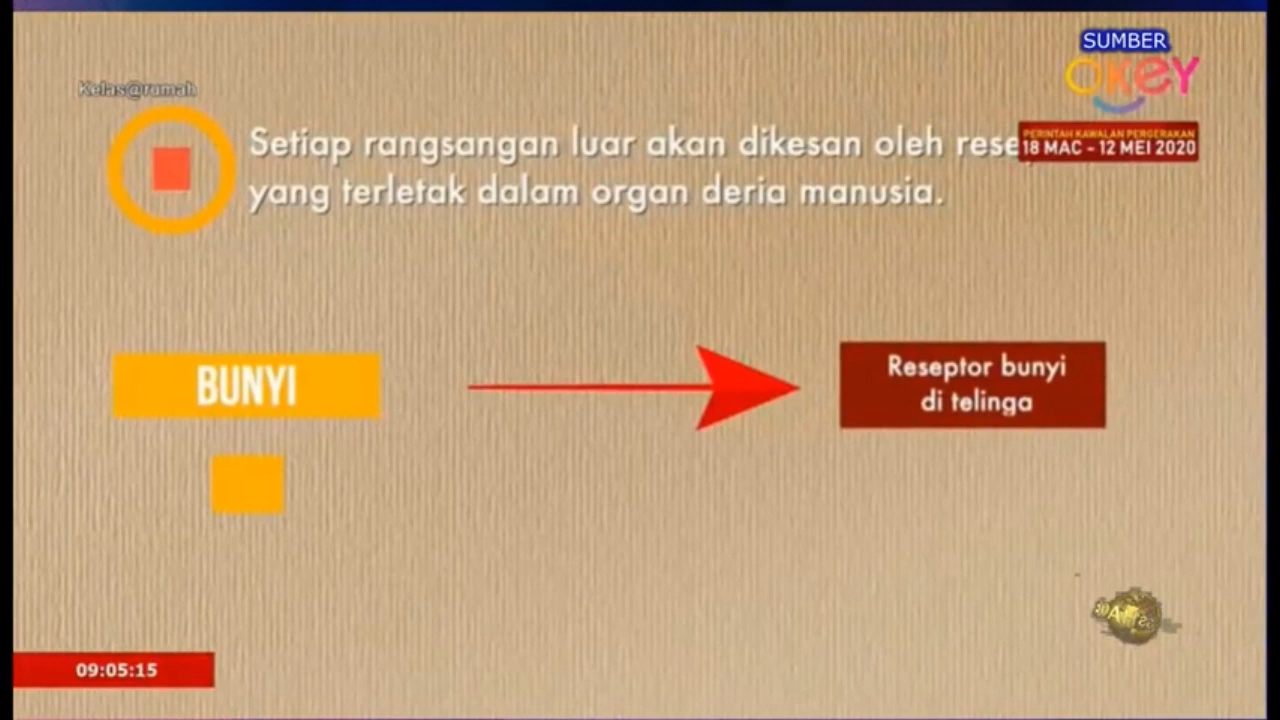 SUMBER
OKEY
Kelas@rumah
Setiap rangsangan luar akan dikesan oleh rese
yang terletak dalam organ deria manusia.
PERINTAH KAWALAN PERGERAKAN
18 MAC - 12 MEI 2020
BUNYI
Reseptor bunyi
di telinga
09:05:15